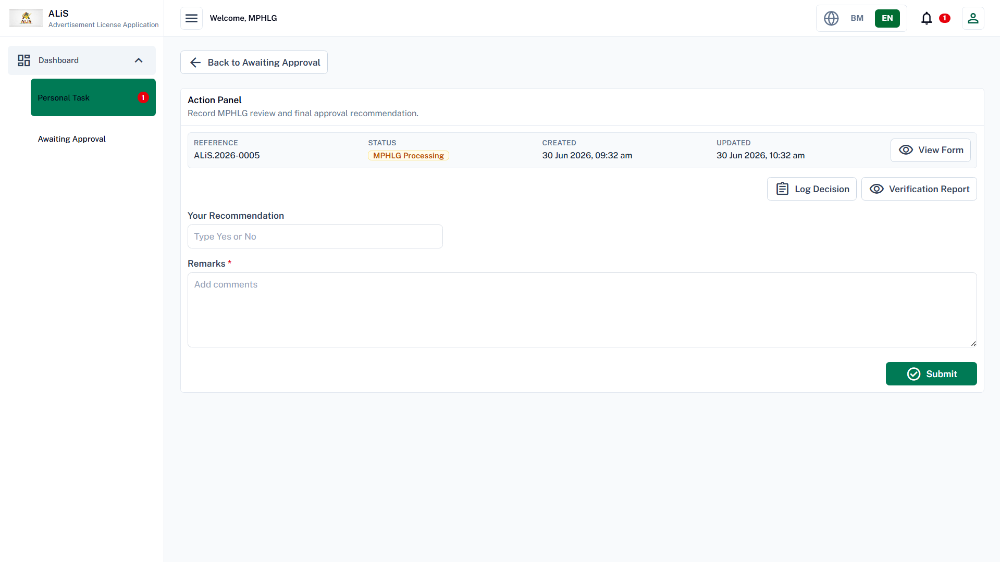 ALiS
Advertisement License Application
ALiS
Welcome, MPHLG
BM
EN
1
Dashboard
Personal Task
1
Awaiting Approval
Back to Awaiting Approval
Action Panel
Record MPHLG review and final approval recommendation.
REFERENCE
ALiS.2026-0005
STATUS
MPHLG Processing
CREATED
30 Jun 2026, 09:32 am
UPDATED
30 Jun 2026, 10:32 am
View Form
Log Decision
Verification Report
Your Recommendation
Type Yes or No
Remarks *
Add comments
Submit